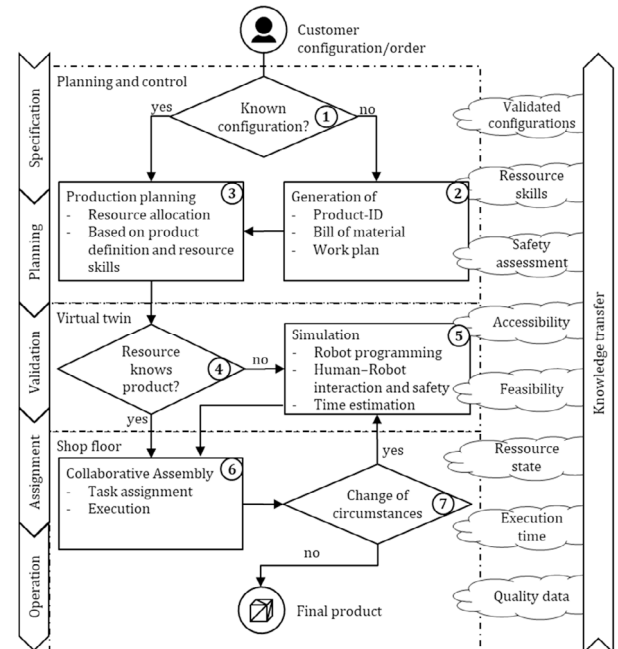 Customer
configuration/order
Planning and control
Specification
yes
Known
configuration?
1
no
Validated
configurations
Production planning
3
- Resource allocation
- Based on product
definition and resource
skills
Generation of
2
- Product-ID
- Bill of material
- Work plan
Ressource
skills
Planning
Safety
assessment
Virtual twin
Validation
Resource
knows
product?
4
no
yes
Simulation
5
- Robot programming
- Human–Robot
interaction and safety
- Time estimation
Accessibility
Feasibility
Knowledge transfer
Shop floor
Assignment
Collaborative Assembly
6
- Task assignment
- Execution
yes
Change of
circumstances
7
no
Ressource
state
Execution
time
Operation
Final product
Quality data